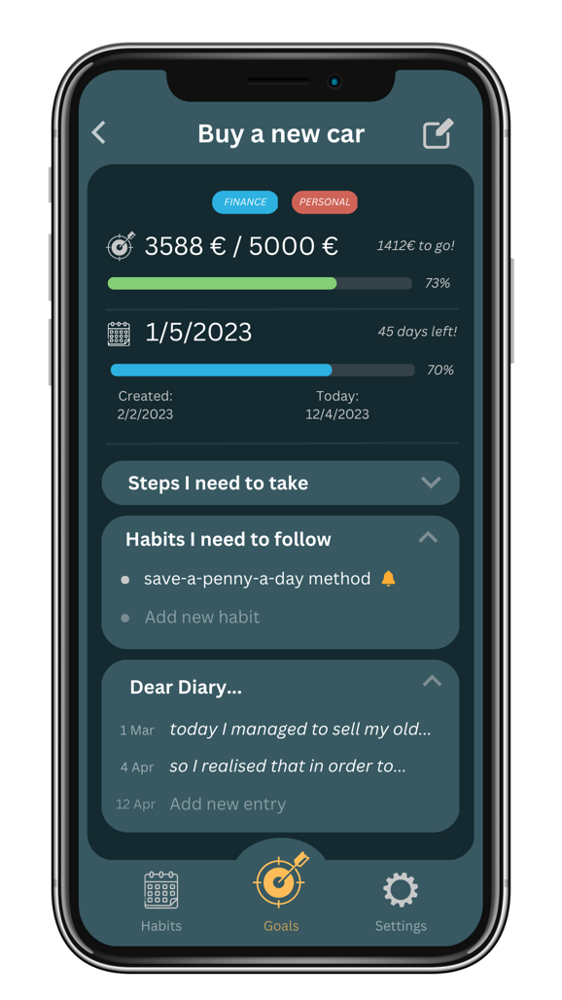 Buy a new car
FINANCE PERSONAL
3588 € / 5000 € 1412€ to go!
73%
1/5/2023 45 days left!
70%
Created: Today:
2/2/2023 12/4/2023
Steps I need to take
Habits I need to follow
save-a-penny-a-day method
Add new habit
Dear Diary...
1 Mar today I managed to sell my old...
4 Apr so I realised that in order to...
12 Apr Add new entry
Habits Goals Settings